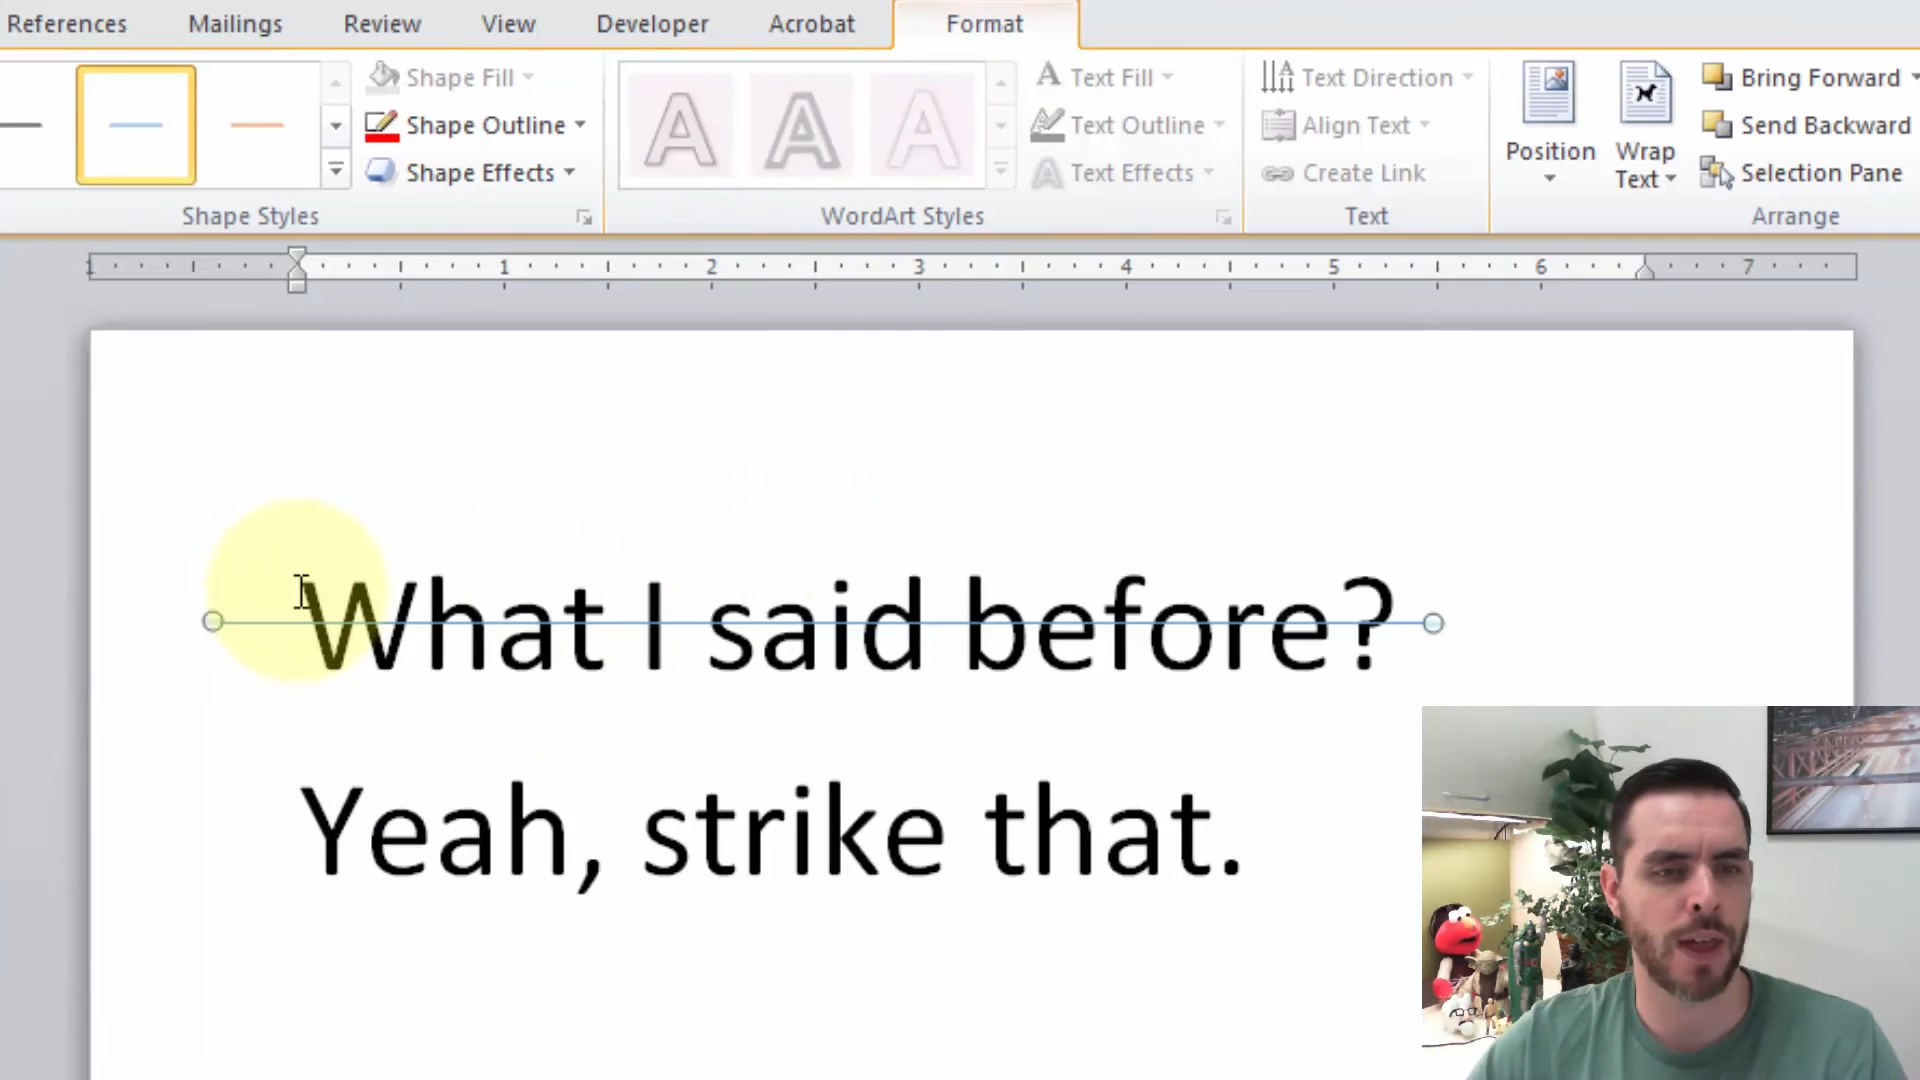 References Mailings Review View Developer Acrobat Format
Shape Fill
Shape Outline
Shape Effects
Shape Styles
A A A
Text Fill
Text Outline
Text Effects
WordArt Styles
Text Direction
Align Text
Create Link
Text
Position
Wrap
Text
Bring Forward
Send Backward
Selection Pane
Arrange
1 1 2 3 4 5 6 7
What I said before?
Yeah, strike that.